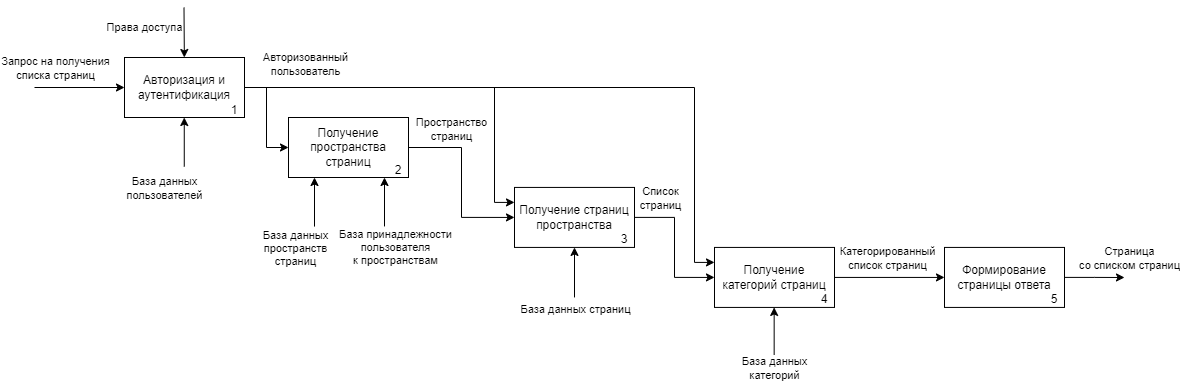 Права доступа
Запрос на получения
списка страниц
Авторизация и
аутентификация
1
База данных
пользователей
Авторизованный
пользователь
Получение
пространства
страниц
2
База данных
пространств
страниц
База принадлежности
пользователя
к пространствам
Пространство
страниц
Получение страниц
пространства
3
База данных страниц
Список
страниц
Получение
категорий страниц
4
База данных
категорий
Категорированный
список страниц
Формирование
страницы ответа
5
Страница
со списком страниц